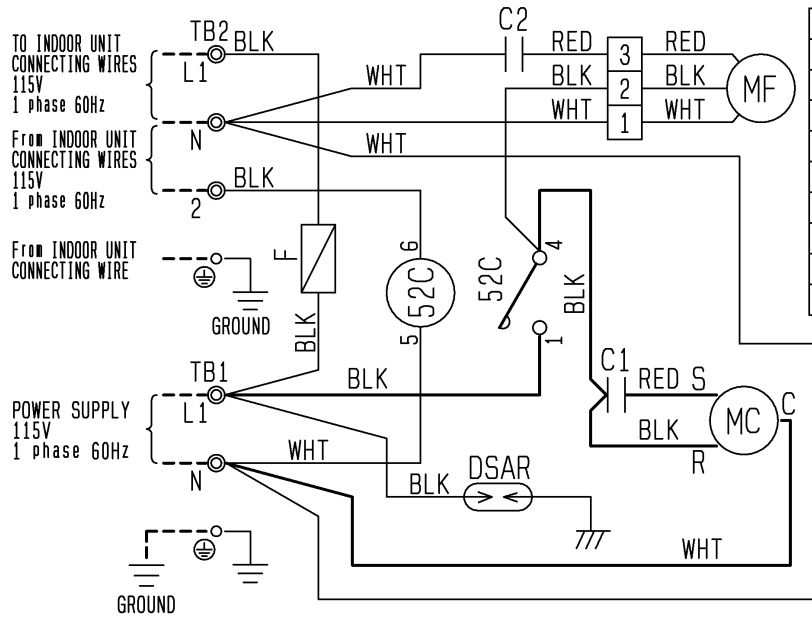 TO INDOOR UNIT
CONNECTING WIRES
115V
1 phase 60Hz
From INDOOR UNIT
CONNECTING WIRES
115V
1 phase 60Hz
From INDOOR UNIT
CONNECTING WIRE
TB2
L1
N
2
BLK
WHT
WHT
BLK
GROUND
F
BLK
6
52C
5
C2
RED
BLK
WHT
3
2
1
RED
BLK
WHT
MF
52C
4
1
BLK
TB1
L1
N
POWER SUPPLY
115V
1 phase 60Hz
BLK
WHT
BLK
DSAR
C1
RED S
BLK
R
MC
C
WHT
GROUND